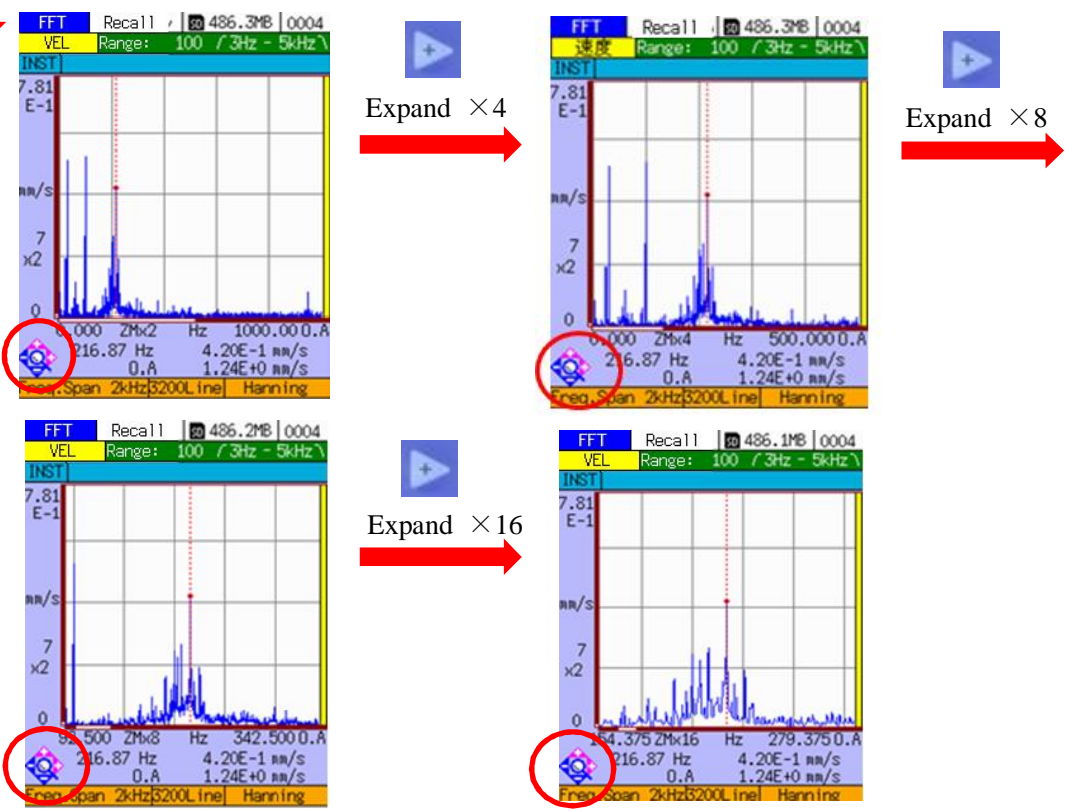 FFT Recall 486.3MB 0004
VEL Range: 100 3Hz - 5kHz
INST
7.81
E-1
mm/s
7
x2
0
0.000 ZMx2 Hz 1000.00 O.A
216.87 Hz 4.20E-1 mm/s
O.A 1.24E+0 mm/s
Freq.Span 2kHz 3200Line Hanning
Expand ×4
FFT Recall 486.3MB 0004
速度 Range: 100 3Hz - 5kHz
INST
7.81
E-1
mm/s
7
x2
0
0.000 ZMx4 Hz 500.000 O.A
216.87 Hz 4.20E-1 mm/s
O.A 1.24E+0 mm/s
Freq.Span 2kHz 3200Line Hanning
Expand ×8
FFT Recall 486.2MB 0004
VEL Range: 100 3Hz - 5kHz
INST
7.81
E-1
mm/s
7
x2
0
92.500 ZMx8 Hz 342.500 O.A
216.87 Hz 4.20E-1 mm/s
O.A 1.24E+0 mm/s
Freq.Span 2kHz 3200Line Hanning
Expand ×16
FFT Recall 486.1MB 0004
VEL Range: 100 3Hz - 5kHz
INST
7.81
E-1
mm/s
7
x2
0
154.375 ZMx16 Hz 279.375 O.A
216.87 Hz 4.20E-1 mm/s
O.A 1.24E+0 mm/s
Freq.Span 2kHz 3200Line Hanning